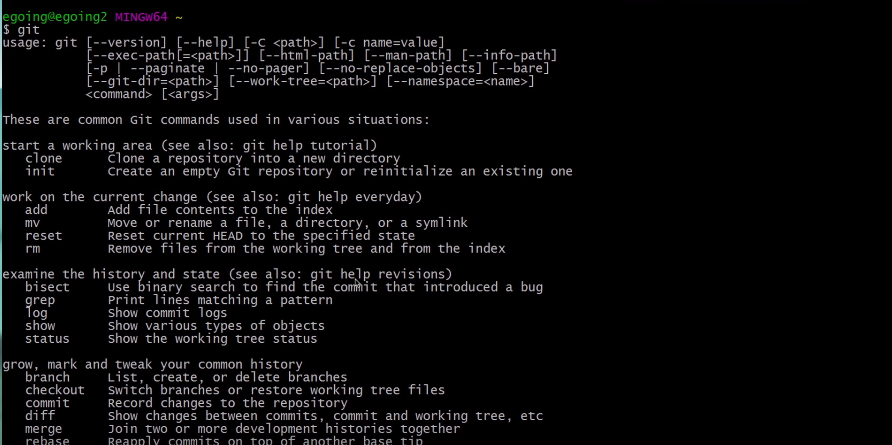 egoing@egoing2 MINGW64 ~
$ git
usage: git [--version] [--help] [-C <path>] [-c name=value]
           [--exec-path[=<path>]] [--html-path] [--man-path] [--info-path]
           [-p | --paginate | --no-pager] [--no-replace-objects] [--bare]
           [--git-dir=<path>] [--work-tree=<path>] [--namespace=<name>]
           <command> [<args>]
These are common Git commands used in various situations:
start a working area (see also: git help tutorial)
   clone      Clone a repository into a new directory
   init       Create an empty Git repository or reinitialize an existing one
work on the current change (see also: git help everyday)
   add        Add file contents to the index
   mv         Move or rename a file, a directory, or a symlink
   reset      Reset current HEAD to the specified state
   rm         Remove files from the working tree and from the index
examine the history and state (see also: git help revisions)
   bisect     Use binary search to find the commit that introduced a bug
   grep       Print lines matching a pattern
   log        Show commit logs
   show       Show various types of objects
   status     Show the working tree status
grow, mark and tweak your common history
   branch     List, create, or delete branches
   checkout   Switch branches or restore working tree files
   commit     Record changes to the repository
   diff       Show changes between commits, commit and working tree, etc
   merge      Join two or more development histories together
   rebase     Reapply commits on top of another base tip